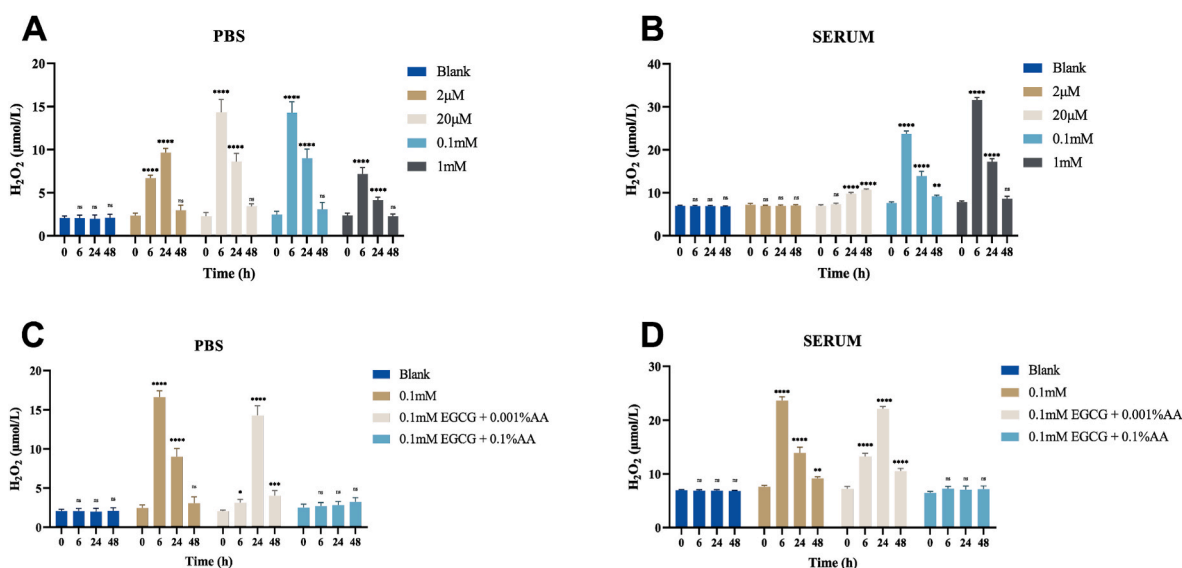 A
PBS
H₂O₂ (μmol/L)
20
15
10
5
0
ns ns ns
**** **** ns
**** **** ns
**** **** ns
**** **** ns
0 6 24 48 0 6 24 48 0 6 24 48 0 6 24 48 0 6 24 48
Time (h)
Blank
2μM
20μM
0.1mM
1mM
B
SERUM
H₂O₂ (μmol/L)
40
30
20
10
0
ns ns ns
ns ns ns
ns **** ****
**** **** **
**** **** ns
0 6 24 48 0 6 24 48 0 6 24 48 0 6 24 48 0 6 24 48
Time (h)
Blank
2μM
20μM
0.1mM
1mM
C
PBS
H₂O₂ (μmol/L)
20
15
10
5
0
ns ns ns
**** **** ns
* **** ***
ns ns ns
0 6 24 48 0 6 24 48 0 6 24 48 0 6 24 48
Time (h)
Blank
0.1mM
0.1mM EGCG + 0.001%AA
0.1mM EGCG + 0.1%AA
D
SERUM
H₂O₂ (μmol/L)
30
20
10
0
ns ns ns
**** **** **
**** **** ****
ns ns ns
0 6 24 48 0 6 24 48 0 6 24 48 0 6 24 48
Time (h)
Blank
0.1mM
0.1mM EGCG + 0.001%AA
0.1mM EGCG + 0.1%AA